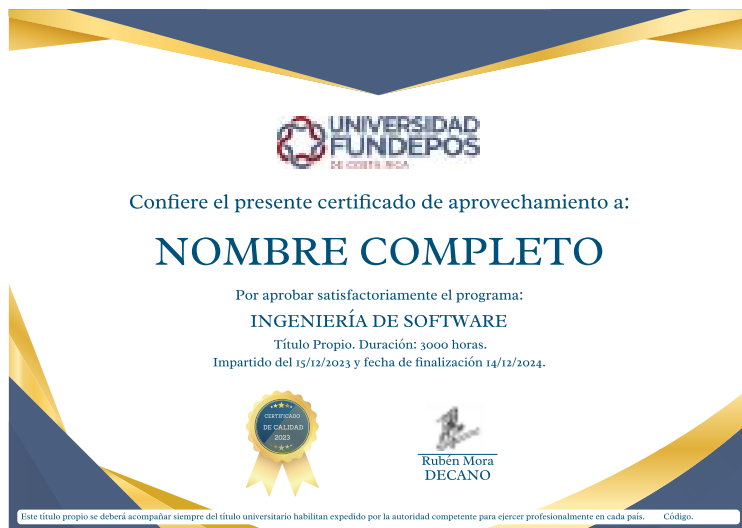 UNIVERSIDAD
FUNDEPOS
DE COSTA RICA
Confiere el presente certificado de aprovechamiento a:
NOMBRE COMPLETO
Por aprobar satisfactoriamente el programa:
INGENIERÍA DE SOFTWARE
Título Propio. Duración: 3000 horas.
Impartido del 15/12/2023 y fecha de finalización 14/12/2024.
CERTIFICADO
DE CALIDAD
2023
Rubén Mora
DECANO
Este título propio se deberá acompañar siempre del título universitario habilitan expedido por la autoridad competente para ejercer profesionalmente en cada país. Código.